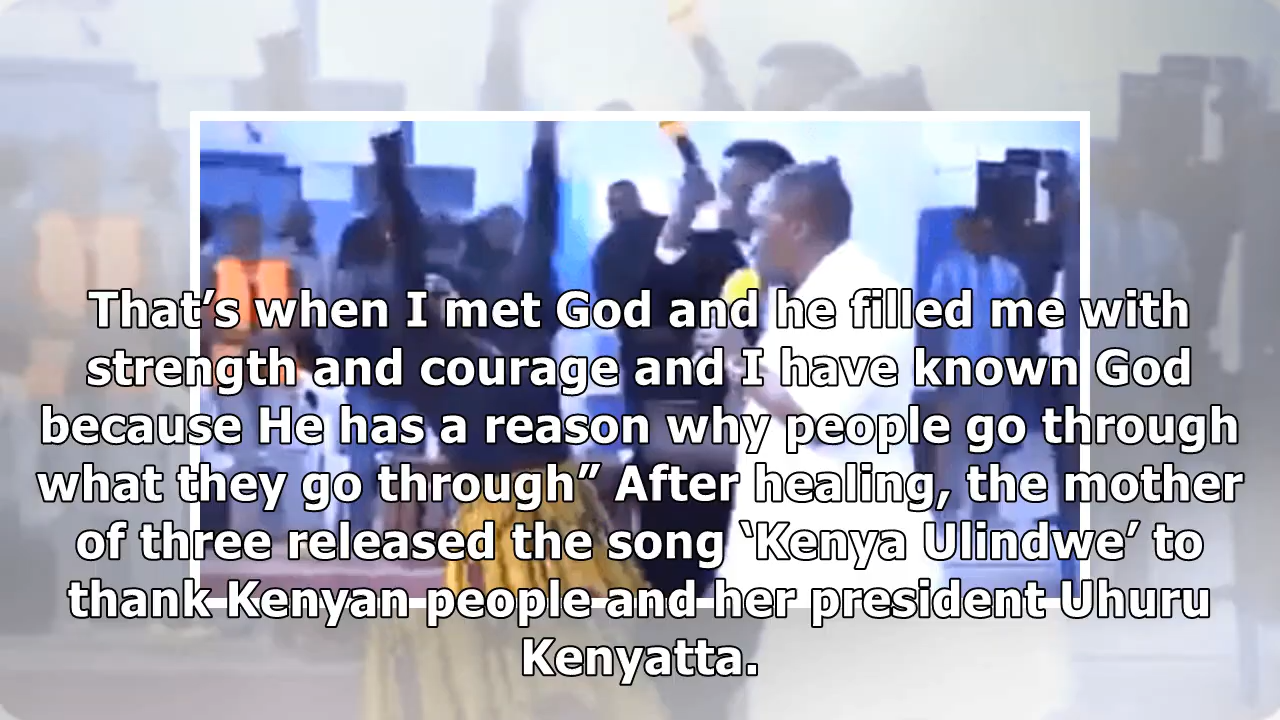 That’s when I met God and he filled me with
strength and courage and I have known God
because He has a reason why people go through
what they go through” After healing, the mother
of three released the song ‘Kenya Ulindwe’ to
thank Kenyan people and her president Uhuru
Kenyatta.